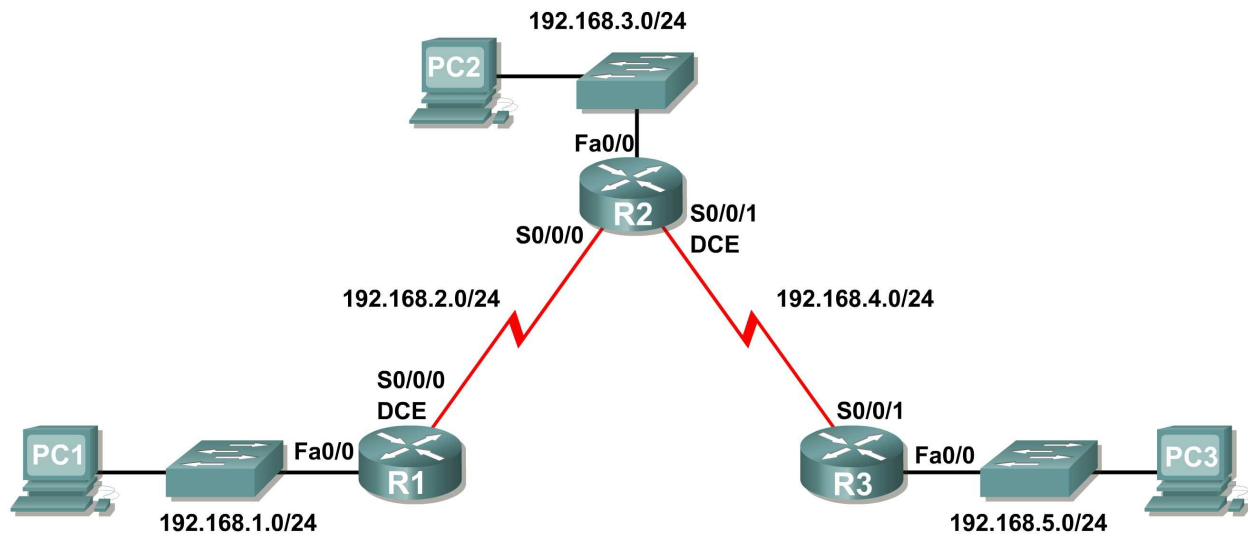 192.168.3.0/24
PC2
Fa0/0
R2
S0/0/1
DCE
S0/0/0
192.168.2.0/24
192.168.4.0/24
S0/0/0
DCE
S0/0/1
PC1
Fa0/0
R1
R3
Fa0/0
PC3
192.168.1.0/24
192.168.5.0/24